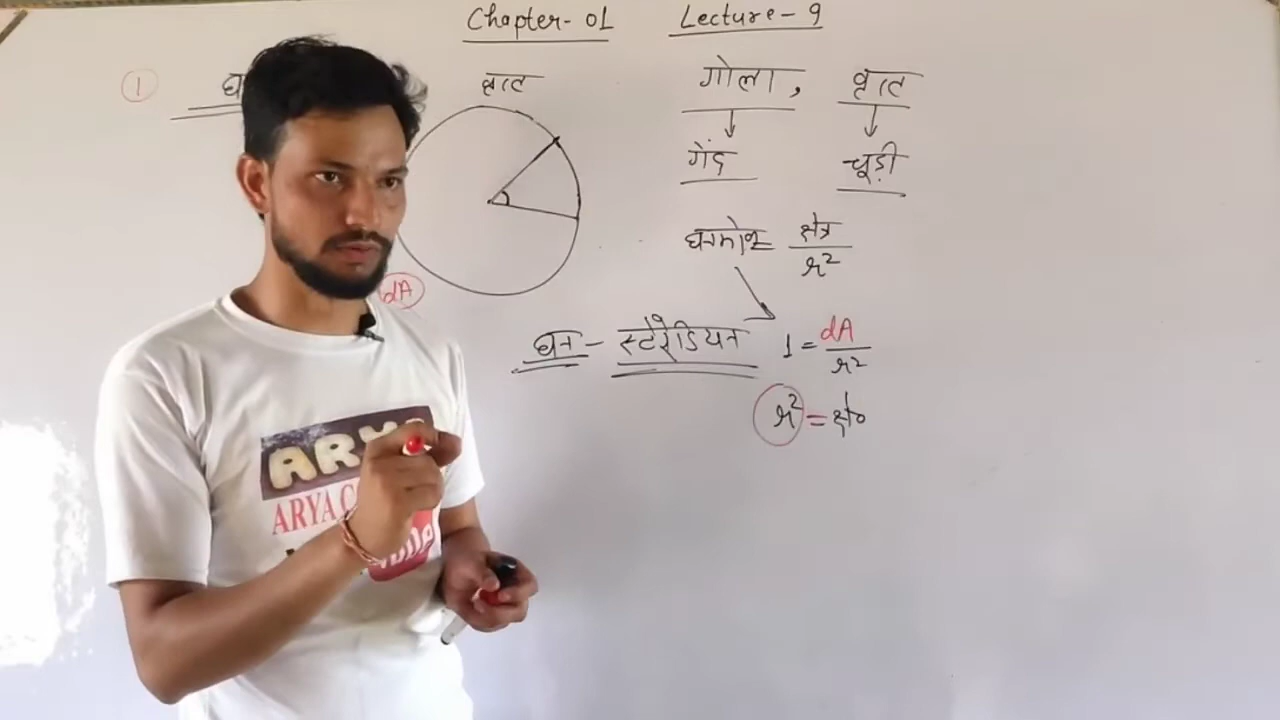 Chapter-01 Lecture-9
① घ
वृत्त
गोला, वृत्त
गेंद चूड़ी
घनकोण क्षेत्र
r²
dA
घन - स्टेरेडियन 1 = dA
r²
r² = क्षे०
ARYA
ARYA C